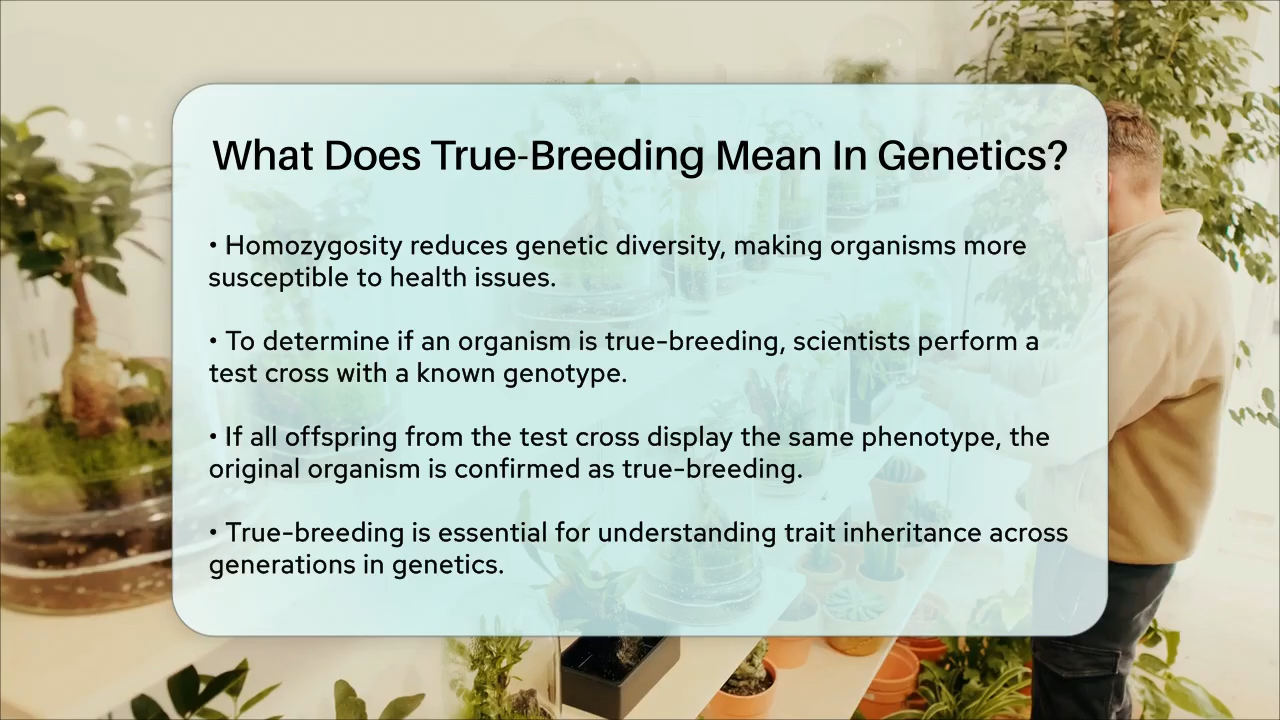 What Does True-Breeding Mean In Genetics?
• Homozygosity reduces genetic diversity, making organisms more
susceptible to health issues.
• To determine if an organism is true-breeding, scientists perform a
test cross with a known genotype.
• If all offspring from the test cross display the same phenotype, the
original organism is confirmed as true-breeding.
• True-breeding is essential for understanding trait inheritance across
generations in genetics.